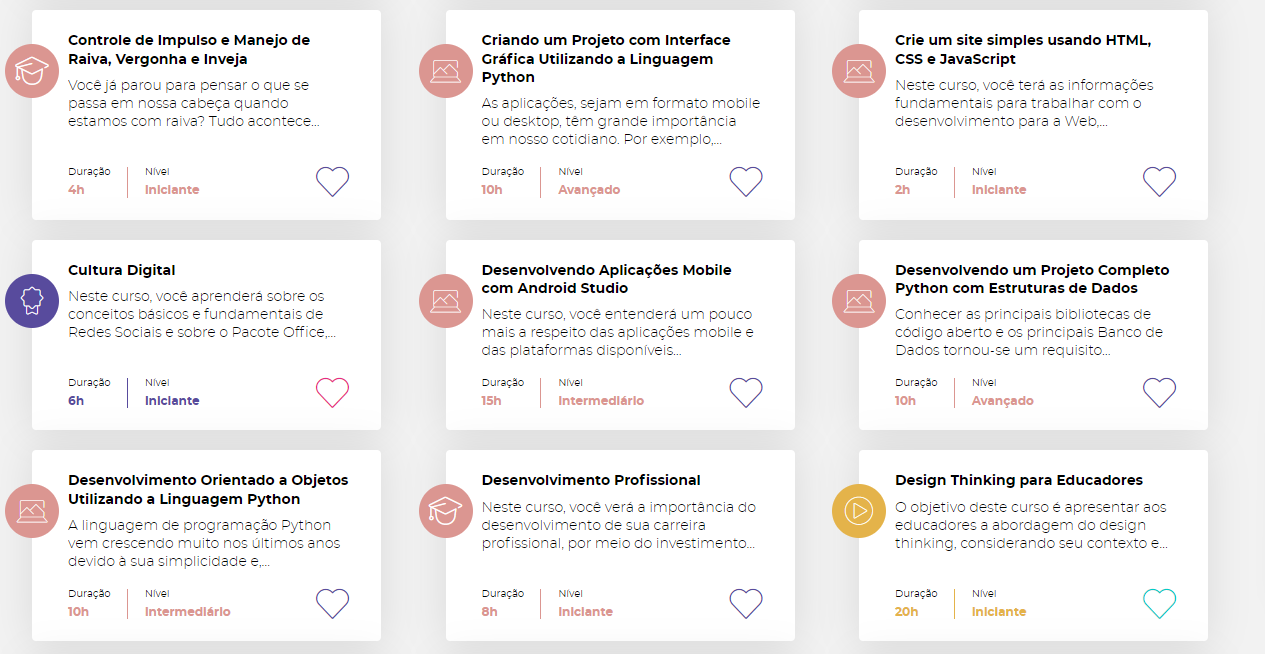 Controle de Impulso e Manejo de
Raiva, Vergonha e Inveja
Você já parou para pensar o que se
passa em nossa cabeça quando
estamos com raiva? Tudo acontece...
Duração
Nível
4h
Iniciante
Criando um Projeto com Interface
Gráfica Utilizando a Linguagem
Python
As aplicações, sejam em formato mobile
ou desktop, têm grande importância
em nosso cotidiano. Por exemplo,...
Duração
Nível
10h
Avançado
Crie um site simples usando HTML,
CSS e JavaScript
Neste curso, você terá as informações
fundamentais para trabalhar com o
desenvolvimento para a Web,...
Duração
Nível
2h
Iniciante
Cultura Digital
Neste curso, você aprenderá sobre os
conceitos básicos e fundamentais de
Redes Sociais e sobre o Pacote Office,...
Duração
Nível
6h
Iniciante
Desenvolvendo Aplicações Mobile
com Android Studio
Neste curso, você entenderá um pouco
mais a respeito das aplicações mobile e
das plataformas disponíveis...
Duração
Nível
15h
Intermediário
Desenvolvendo um Projeto Completo
Python com Estruturas de Dados
Conhecer as principais bibliotecas de
código aberto e os principais Banco de
Dados tornou-se um requisito...
Duração
Nível
10h
Avançado
Desenvolvimento Orientado a Objetos
Utilizando a Linguagem Python
A linguagem de programação Python
vem crescendo muito nos últimos anos
devido à sua simplicidade e,...
Duração
Nível
10h
Intermediário
Desenvolvimento Profissional
Neste curso, você verá a importância do
desenvolvimento de sua carreira
profissional, por meio do investimento...
Duração
Nível
8h
Iniciante
Design Thinking para Educadores
O objetivo deste curso é apresentar aos
educadores a abordagem do design
thinking, considerando seu contexto e...
Duração
Nível
20h
Iniciante